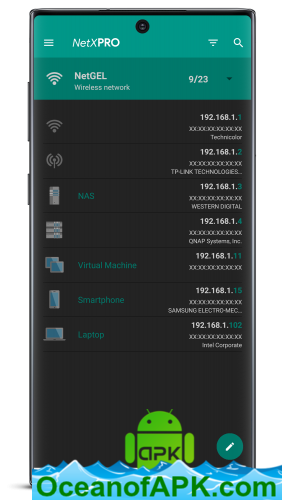 NetXPRO
NetGEL
Wireless network
9/23
192.168.1.1
XX:XX:XX:XX:XX:XX
Technicolor
192.168.1.2
XX:XX:XX:XX:XX:XX
TP-LINK TECHNOLOGIES...
NAS
192.168.1.3
XX:XX:XX:XX:XX:XX
WESTERN DIGITAL
192.168.1.4
XX:XX:XX:XX:XX:XX
QNAP Systems, Inc.
Virtual Machine
192.168.1.11
XX:XX:XX:XX:XX:XX
Smartphone
192.168.1.15
XX:XX:XX:XX:XX:XX
SAMSUNG ELECTRO-MEC...
Laptop
192.168.1.102
XX:XX:XX:XX:XX:XX
Intel Corporate
APK
OceanofAPK.com